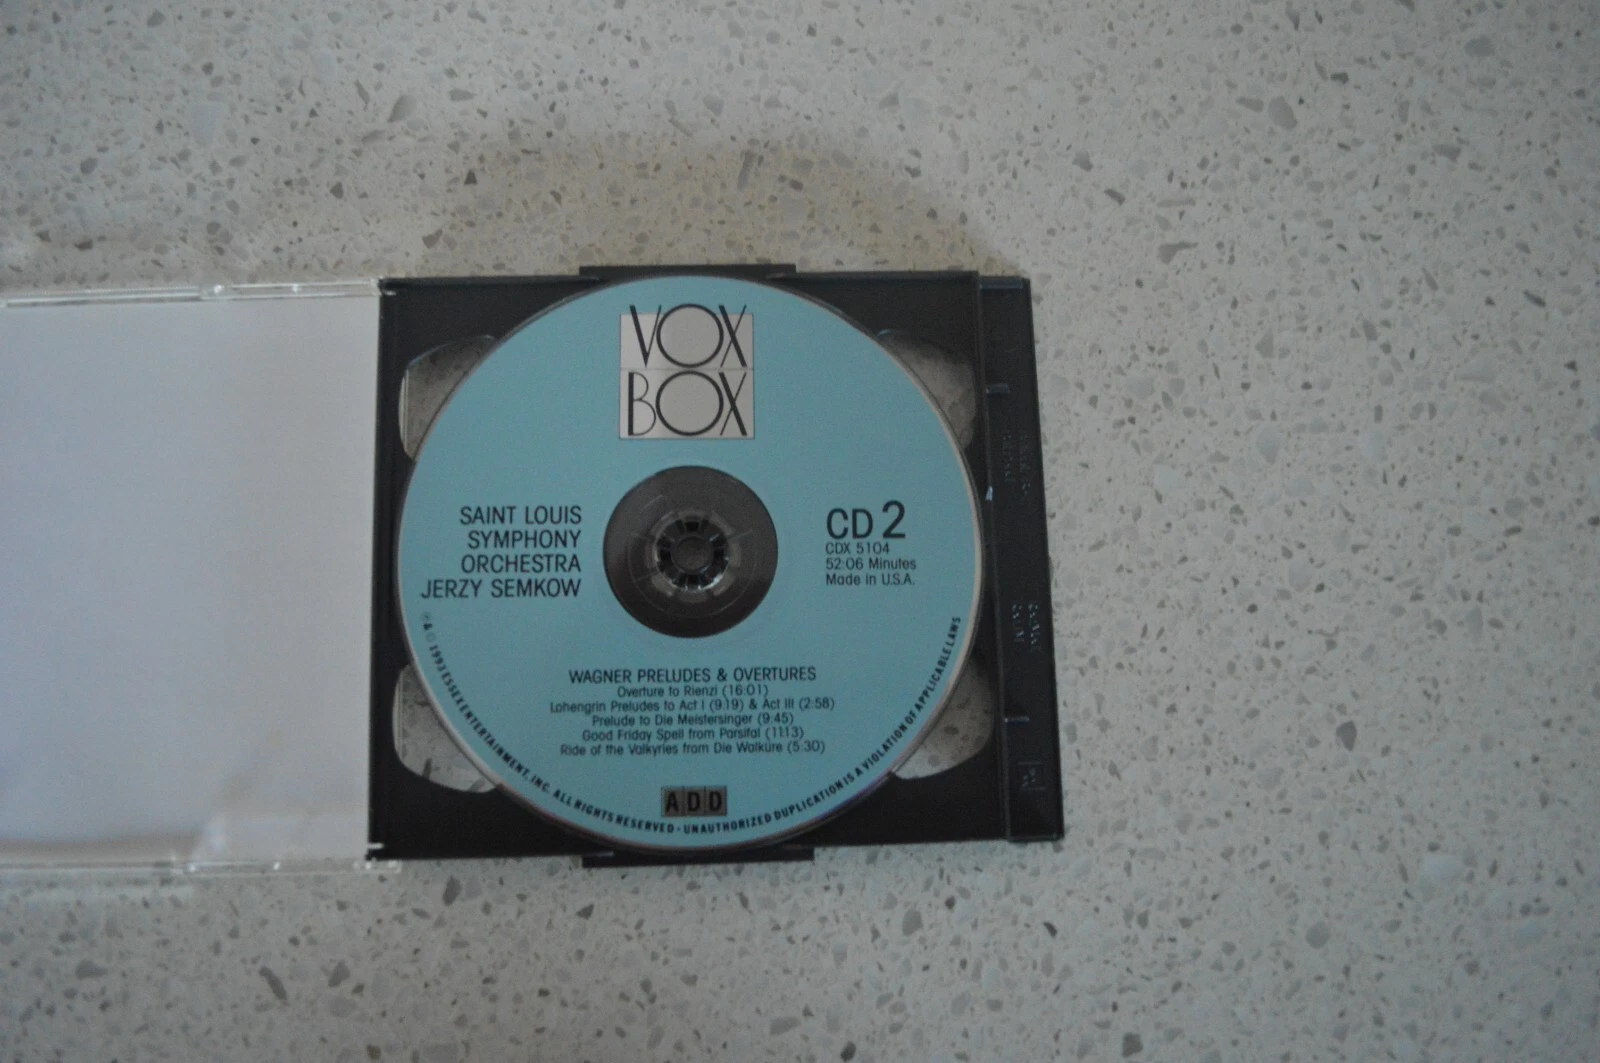 VOX
BOX
SAINT LOUIS
SYMPHONY
ORCHESTRA
JERZY SEMKOW
CD 2
CDX 5104
52:06 Minutes
Made in U.S.A.
WAGNER PRELUDES & OVERTURES
Overture to Rienzi (16:01)
Lohengrin Preludes to Act I (9:19) & Act III (2:58)
Prelude to Die Meistersinger (9:45)
Good Friday Spell from Parsifal (11:13)
Ride of the Valkyries from Die Walküre (5:30)
ADD
℗ & © 1993 ESSEX ENTERTAINMENT, INC. ALL RIGHTS RESERVED - UNAUTHORIZED DUPLICATION IS A VIOLATION OF APPLICABLE LAWS